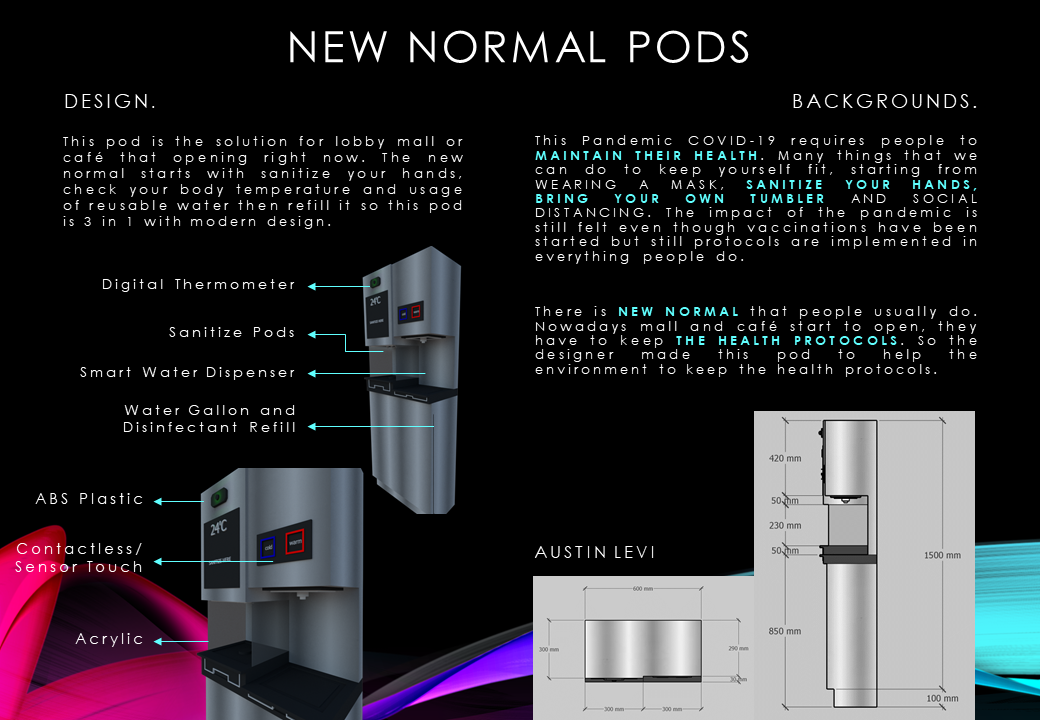 NEW NORMAL PODS
DESIGN.
This pod is the solution for lobby mall or
café that opening right now. The new
normal starts with sanitize your hands,
check your body temperature and usage
of reusable water then refill it so this pod
is 3 in 1 with modern design.
Digital Thermometer
Sanitize Pods
Smart Water Dispenser
Water Gallon and
Disinfectant Refill
24°C
ABS Plastic
Contactless/
Sensor Touch
Acrylic
24°C
cold
warm
SANITIZE HERE
BACKGROUNDS.
This Pandemic COVID-19 requires people to
MAINTAIN THEIR HEALTH. Many things that we
can do to keep yourself fit, starting from
WEARING A MASK, SANITIZE YOUR HANDS,
BRING YOUR OWN TUMBLER AND SOCIAL
DISTANCING. The impact of the pandemic is
still felt even though vaccinations have been
started but still protocols are implemented in
everything people do.
There is NEW NORMAL that people usually do.
Nowadays mall and café start to open, they
have to keep THE HEALTH PROTOCOLS. So the
designer made this pod to help the
environment to keep the health protocols.
AUSTIN LEVI
600 mm
300 mm
290 mm
30 mm
300 mm
300 mm
420 mm
50 mm
230 mm
50 mm
1500 mm
850 mm
100 mm